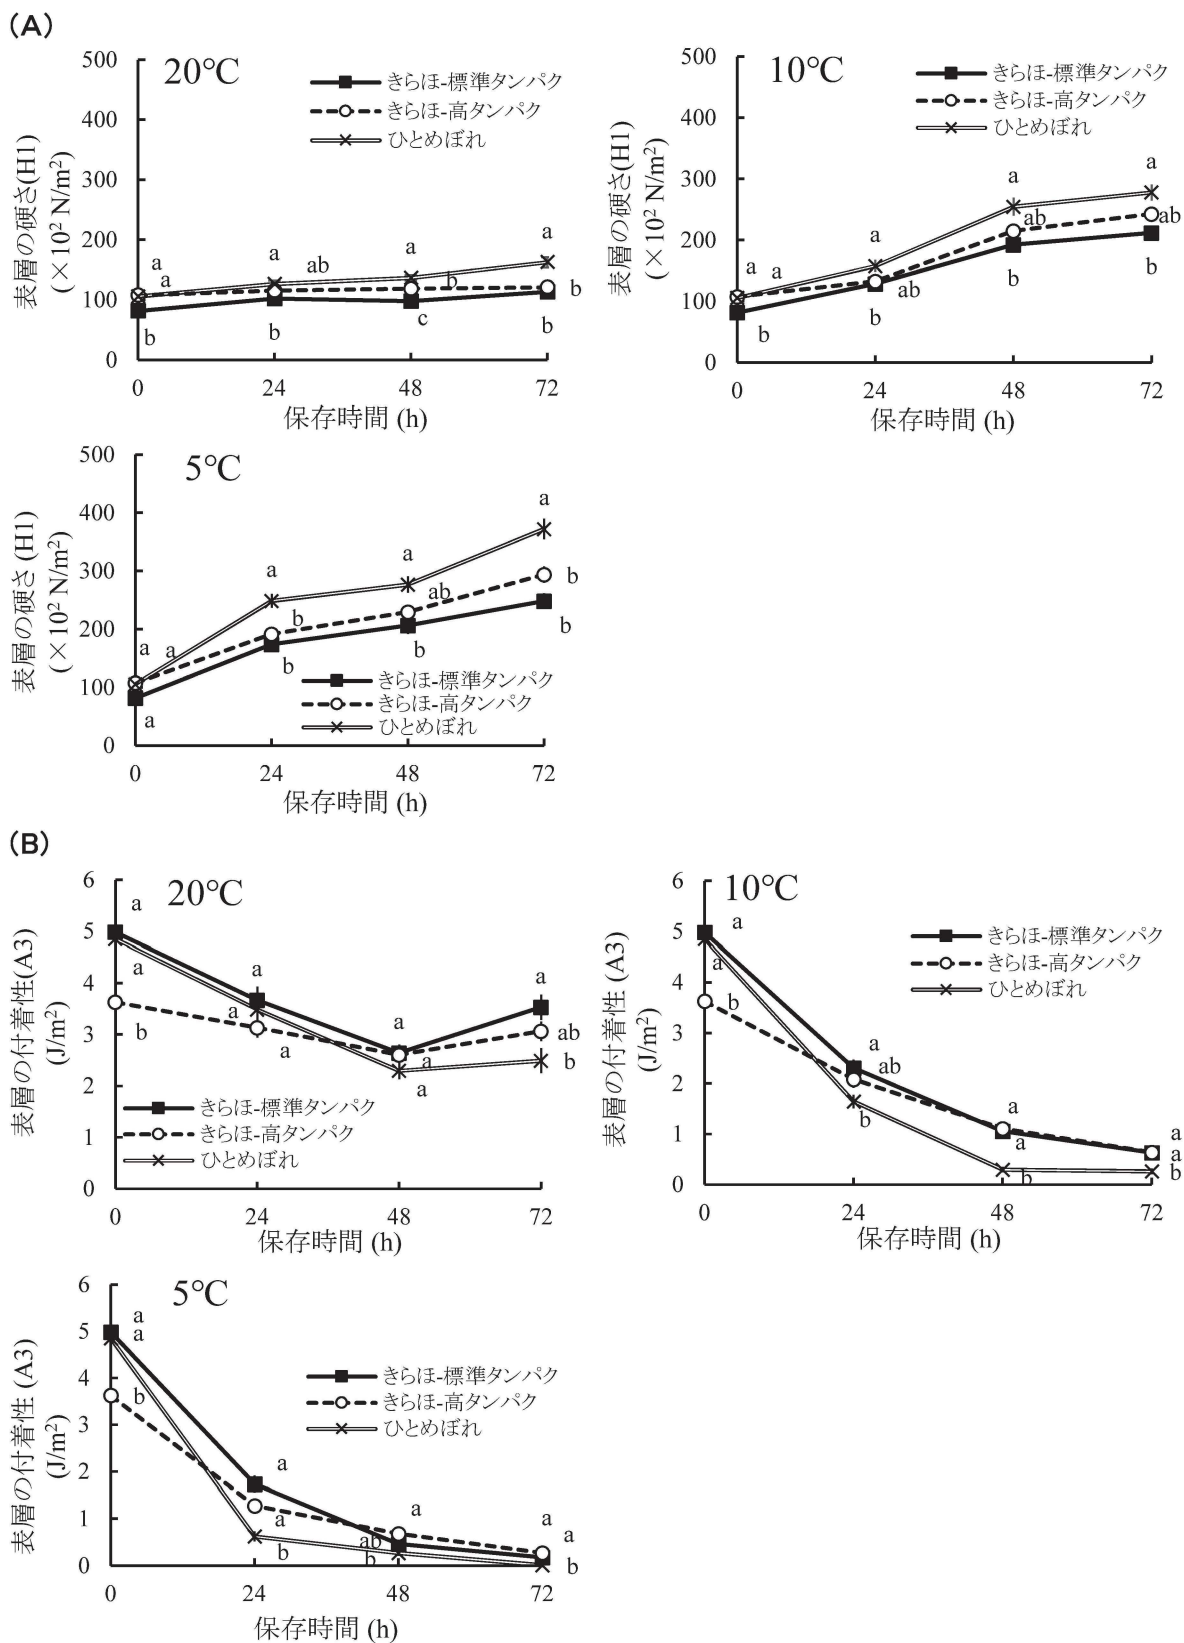 (A)
20℃
きらほ-標準タンパク
きらほ-高タンパク
ひとめぼれ
表層の硬さ(H1)
(×10² N/m²)
500
400
300
200
100
0
a
a
b
a
ab
b
a
b
c
a
b
b
0 24 48 72
保存時間 (h)
10℃
きらほ-標準タンパク
きらほ-高タンパク
ひとめぼれ
表層の硬さ(H1)
(×10² N/m²)
500
400
300
200
100
0
a
a
b
a
ab
b
a
ab
b
a
ab
b
0 24 48 72
保存時間 (h)
5℃
表層の硬さ (H1)
(×10² N/m²)
500
400
300
200
100
0
a
a
a
a
b
b
a
ab
b
a
b
b
きらほ-標準タンパク
きらほ-高タンパク
ひとめぼれ
0 24 48 72
保存時間 (h)
(B)
20℃
表層の付着性(A3)
(J/m²)
6
5
4
3
2
1
0
a
a
b
a
a
a
a
a
a
a
ab
b
きらほ-標準タンパク
きらほ-高タンパク
ひとめぼれ
0 24 48 72
保存時間 (h)
10℃
きらほ-標準タンパク
きらほ-高タンパク
ひとめぼれ
表層の付着性 (A3)
(J/m²)
6
5
4
3
2
1
0
a
a
b
a
ab
b
a
a
b
a
a
b
0 24 48 72
保存時間 (h)
5℃
きらほ-標準タンパク
きらほ-高タンパク
ひとめぼれ
表層の付着性 (A3)
(J/m²)
6
5
4
3
2
1
0
a
a
b
a
a
b
a
ab
b
a
a
b
0 24 48 72
保存時間 (h)